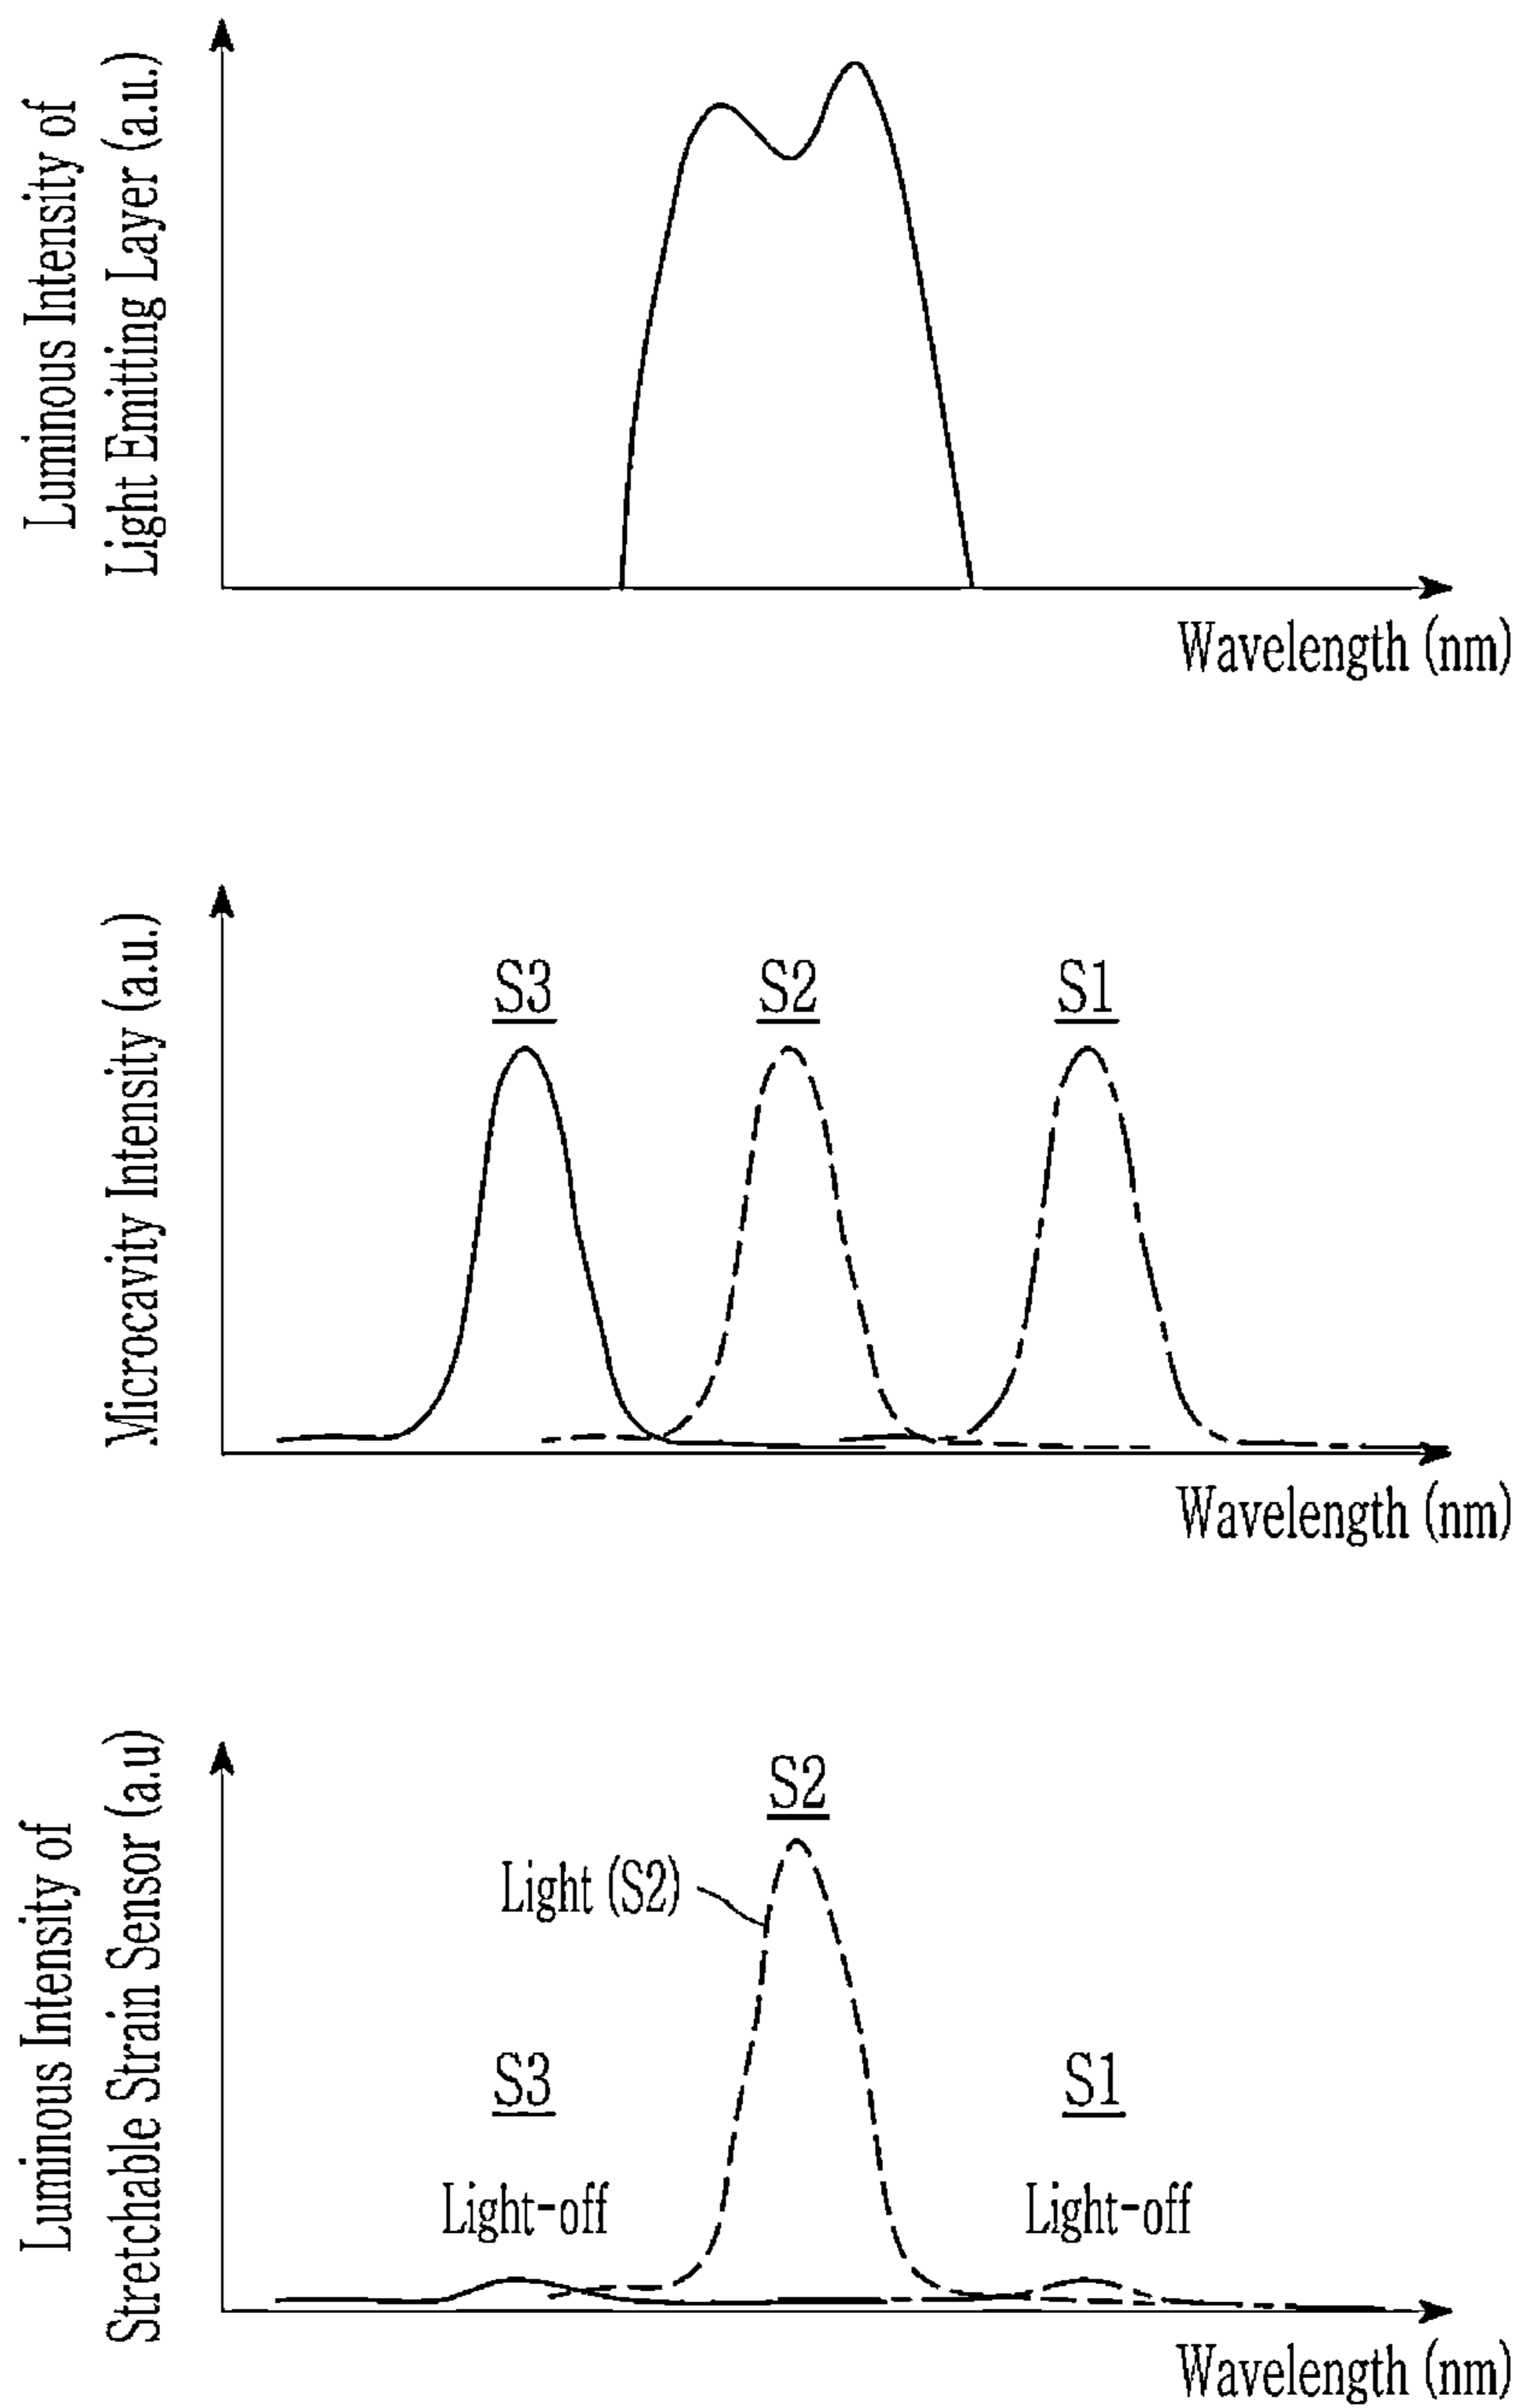 Luminous Intensity of
Light Emitting Layer (a.u.)
Wavelength (nm)
Microcavity Intensity (a.u.)
S3
S2
S1
Wavelength (nm)
Luminous Intensity of
Stretchable Strain Sensor (a.u)
S2
Light (S2)
S3
S1
Light-off
Light-off
Wavelength (nm)